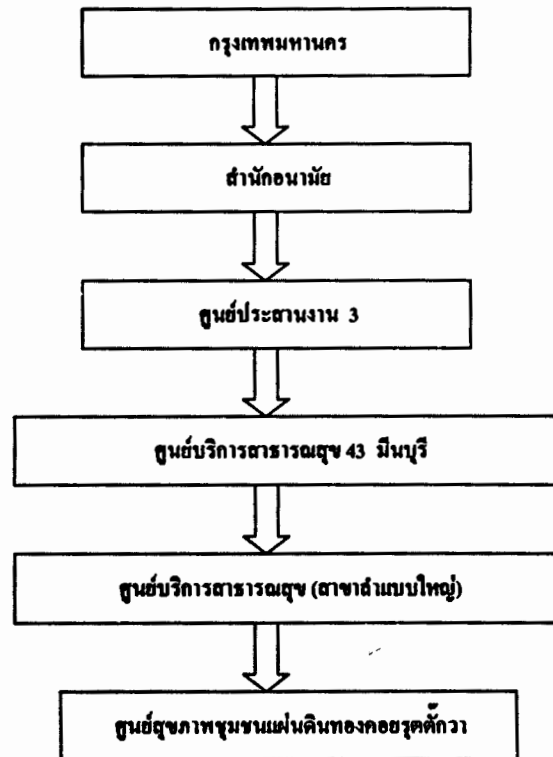 กรุงเทพมหานคร
สำนักอนามัย
ศูนย์ประสานงาน 3
ศูนย์บริการสาธารณสุข 43 มีนบุรี
ศูนย์บริการสาธารณสุข (สาขาลำแบบใหญ่)
ศูนย์สุขภาพชุมชนแผ่นดินทองคอยรุตตั๊กวา